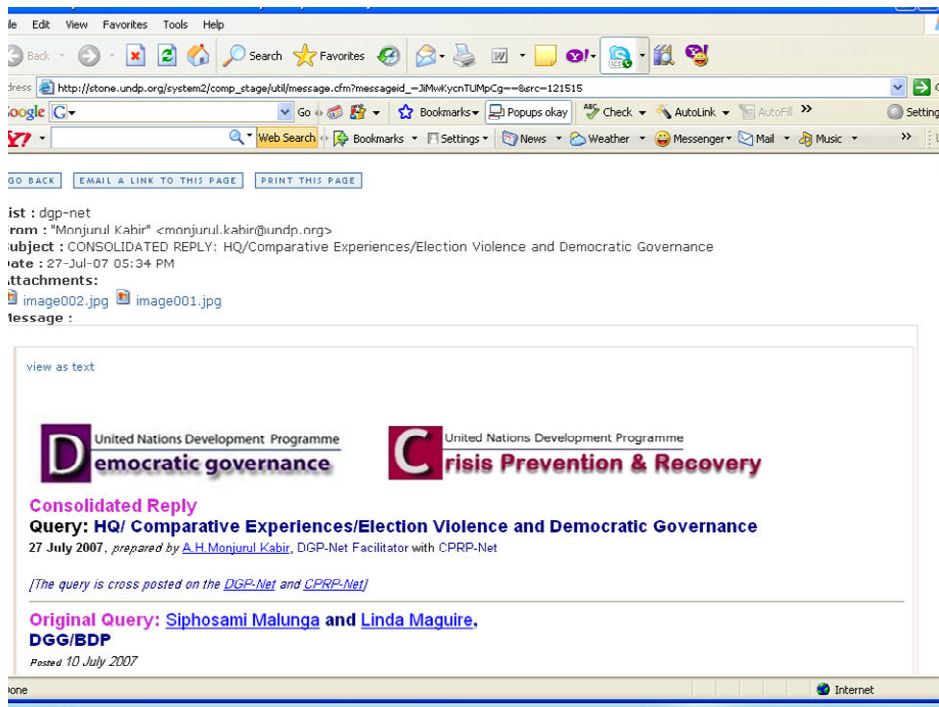 Edit View Favorites Tools Help
Back Search Favorites
http://stone.undp.org/system2/comp_stage/util/message.cfm?messageid_=JiMwKycnTUMpCg==&src=121515
Google G Go Bookmarks Popups okay ABC Check AutoLink AutoFill » Setting
Y7 Web Search Bookmarks Settings News Weather Messenger Mail Music »
GO BACK EMAIL A LINK TO THIS PAGE PRINT THIS PAGE
ist : dgp-net
rom : "Monjurul Kabir" <monjurul.kabir@undp.org>
ubject : CONSOLIDATED REPLY: HQ/Comparative Experiences/Election Violence and Democratic Governance
ate : 27-Jul-07 05:34 PM
ttachments:
image002.jpg image001.jpg
Message :
view as text
United Nations Development Programme
Democratic governance
United Nations Development Programme
Crisis Prevention & Recovery
Consolidated Reply
Query: HQ/ Comparative Experiences/Election Violence and Democratic Governance
27 July 2007, prepared by A.H.Monjurul Kabir, DGP-Net Facilitator with CPRP-Net
[The query is cross posted on the DGP-Net and CPRP-Net]
Original Query: Siphosami Malunga and Linda Maguire,
DGG/BDP
Posted 10 July 2007
one Internet